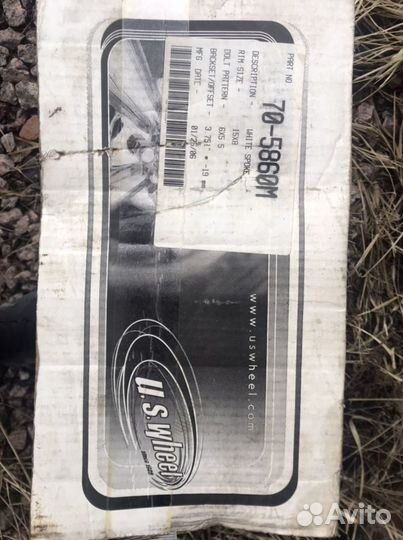 PART NO 70-5860M
DESCRIPTION - WHITE SPOKE
RIM SIZE - 15X8
BOLT PATTERN - 6X5.5
BACKSET/OFFSET - 3.75" • -19 mm
MFG DATE - 01/26/06
www.uswheel.com
U.S.Wheel
Avito